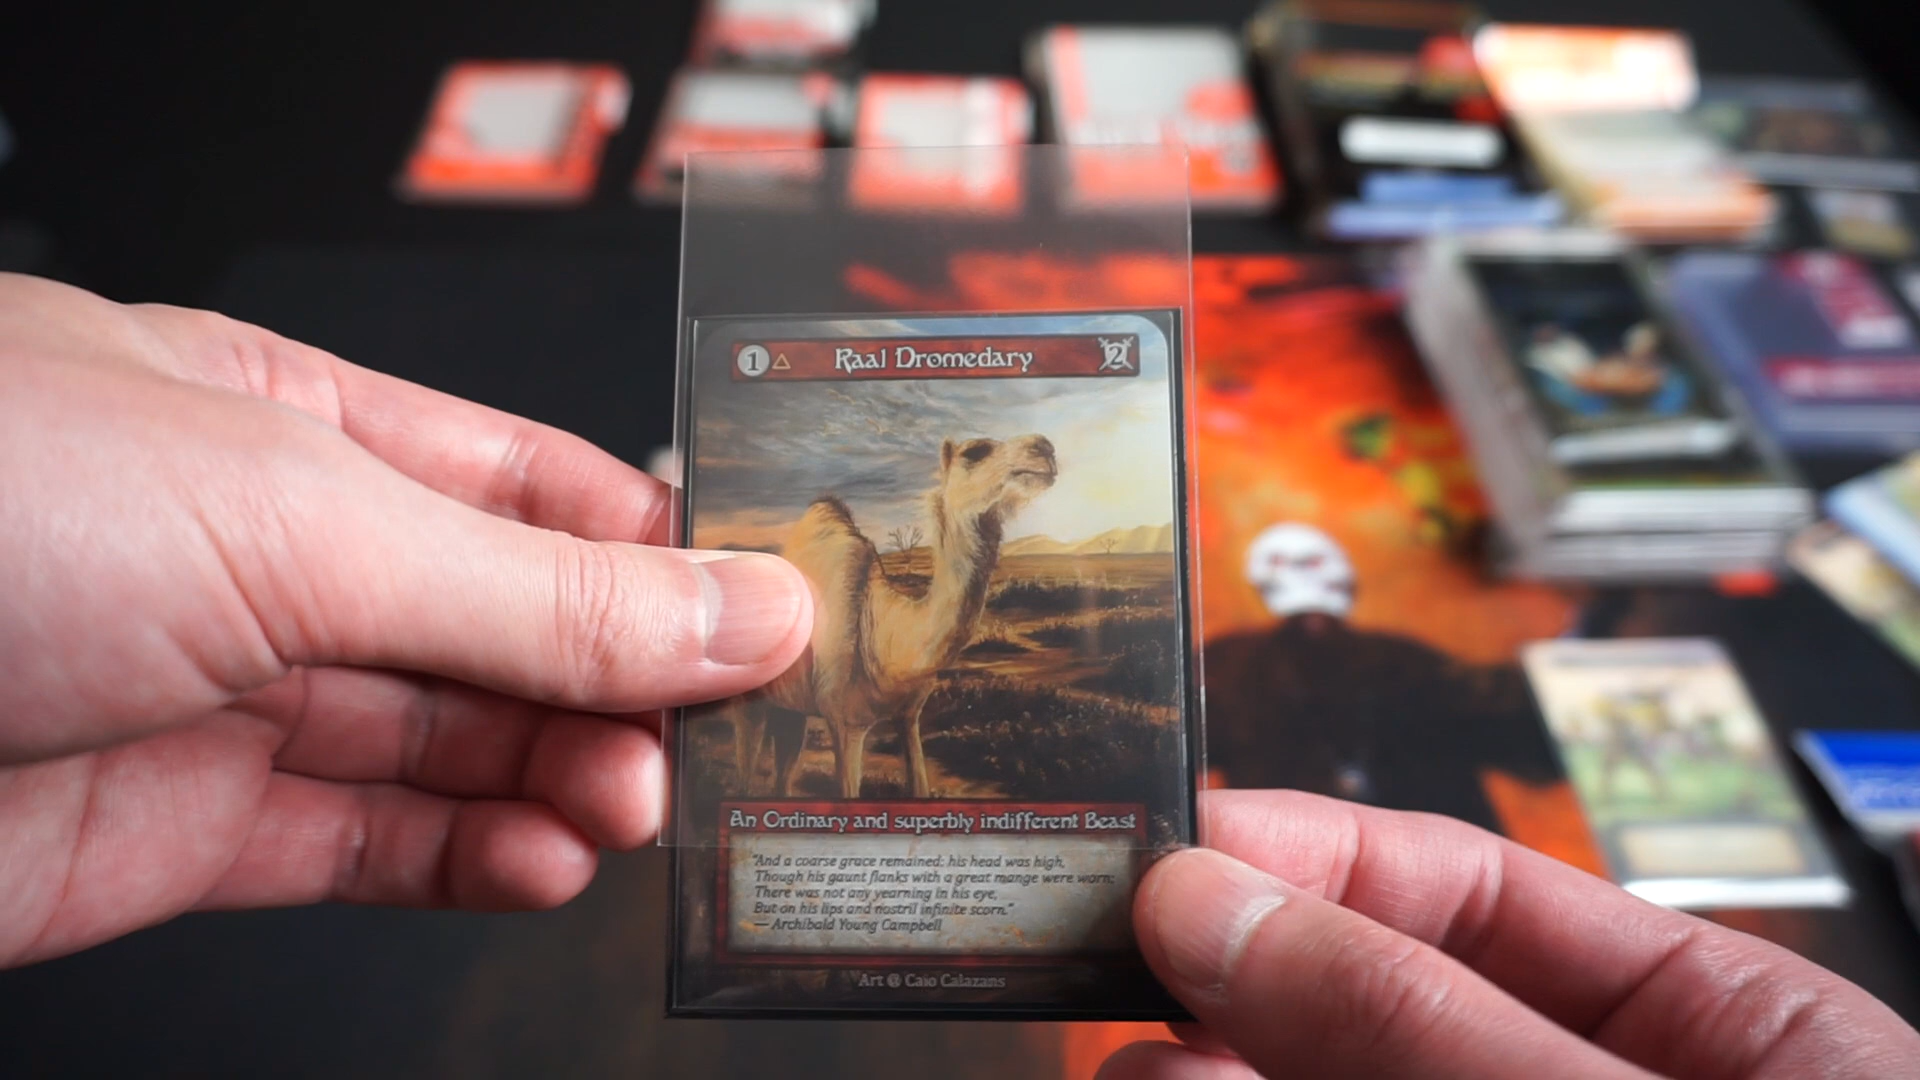 1 Raal Dromedary 2
An Ordinary and superbly indifferent Beast
"And a coarse grace remained; his head was high,
Though his gaunt flanks with a great mange were worn;
There was not any yearning in his eye,
But on his lips and nostril infinite scorn."
— Archibald Young Campbell
Art @ Caio Calazans